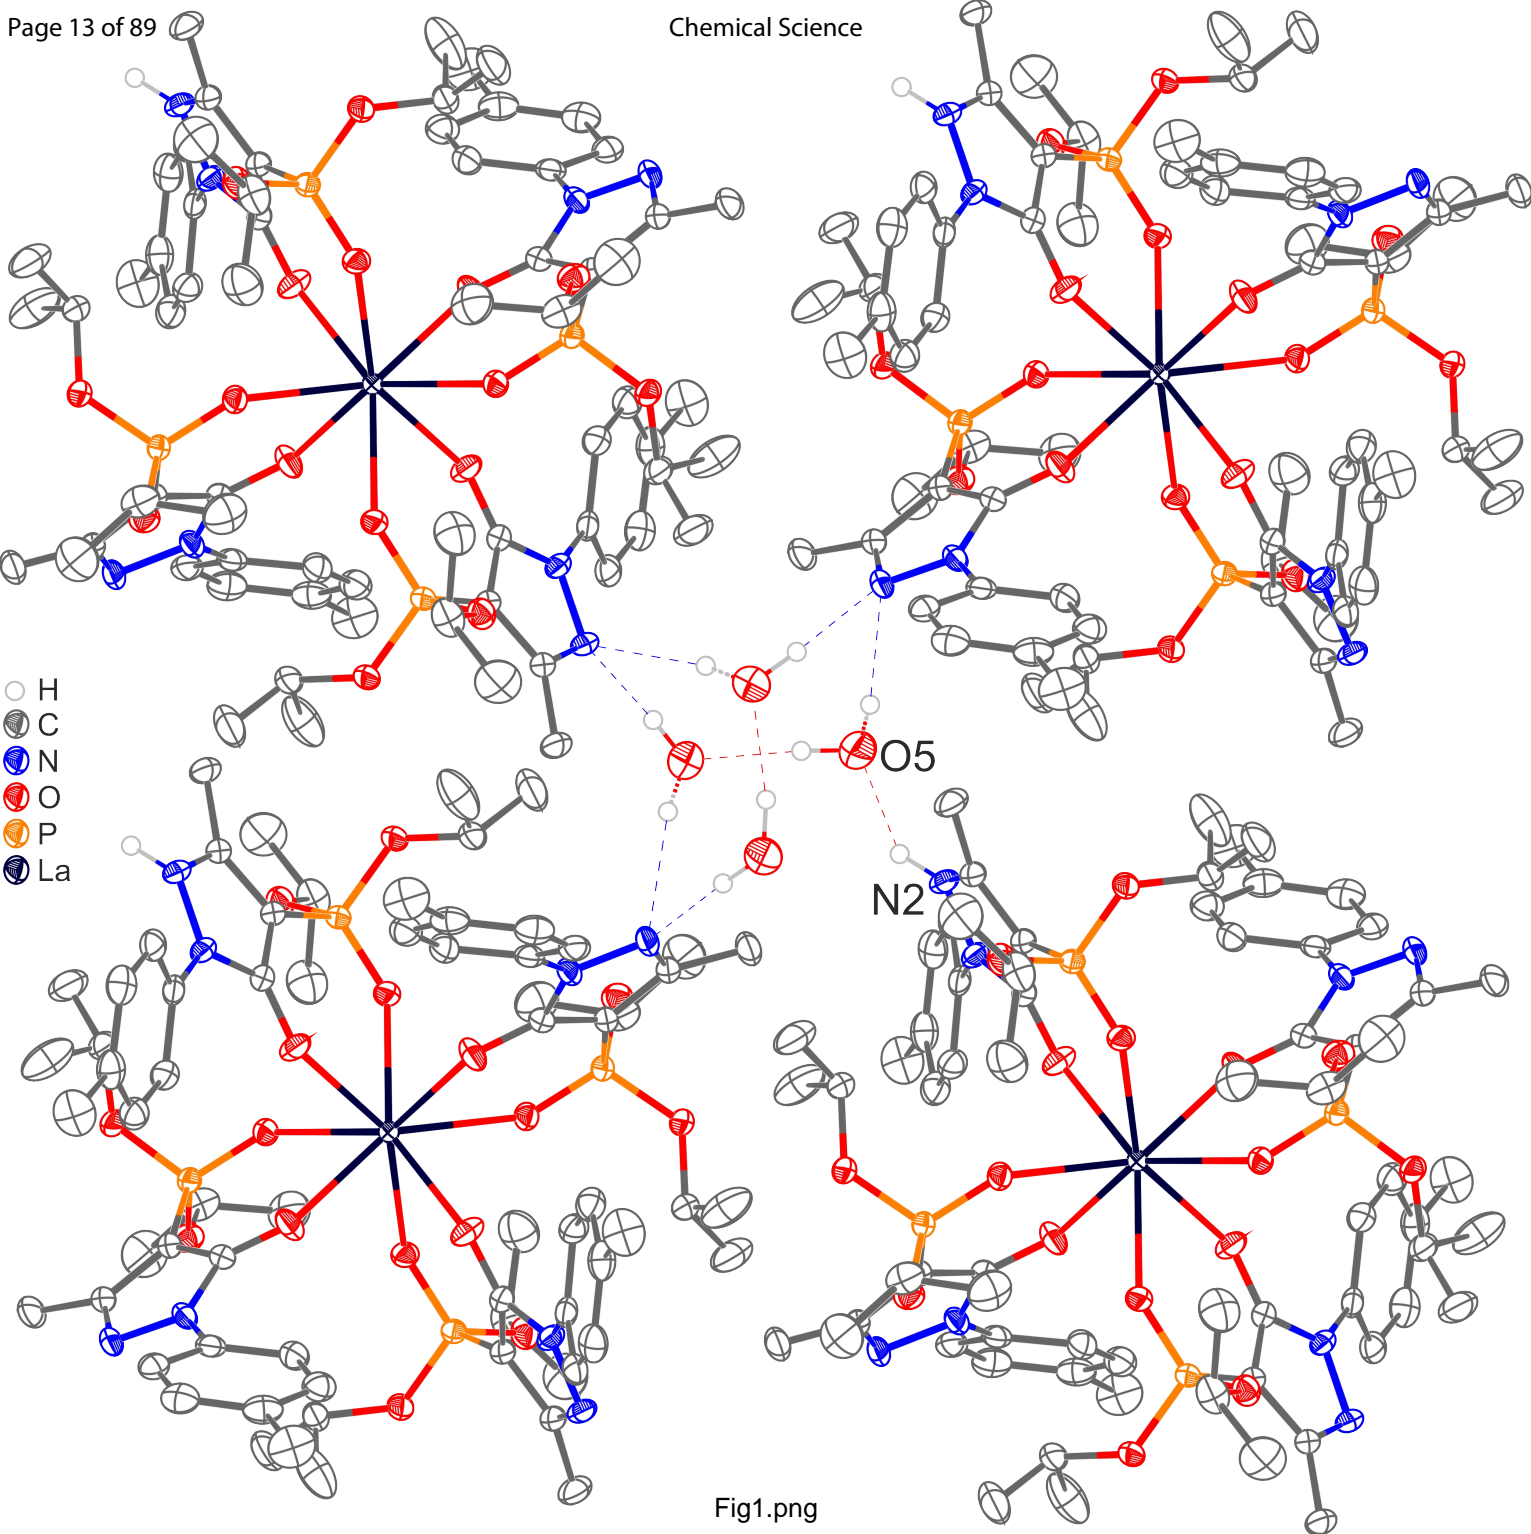 Page 13 of 89
Chemical Science
H
C
N
O
P
La
O5
N2
Fig1.png